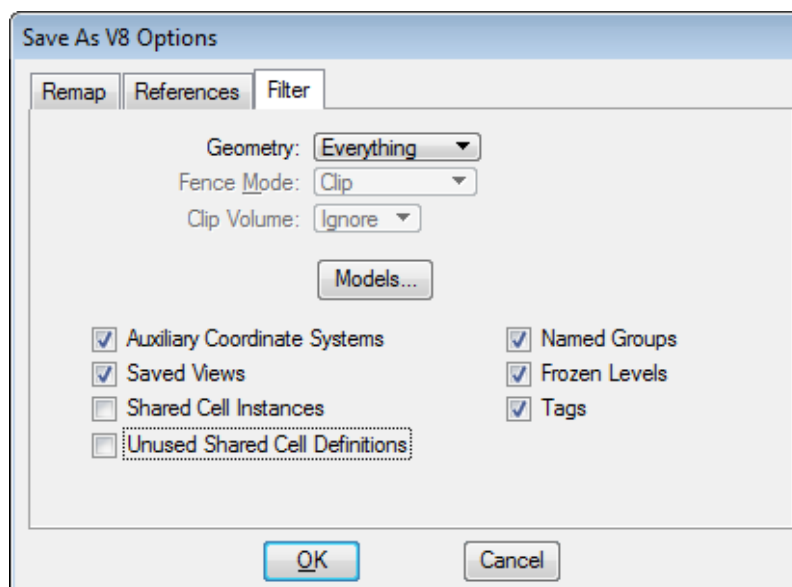 Save As V8 Options
Remap References Filter
Geometry: Everything
Fence Mode: Clip
Clip Volume: Ignore
Models...
Auxiliary Coordinate Systems Named Groups
Saved Views Frozen Levels
Shared Cell Instances Tags
Unused Shared Cell Definitions
OK Cancel